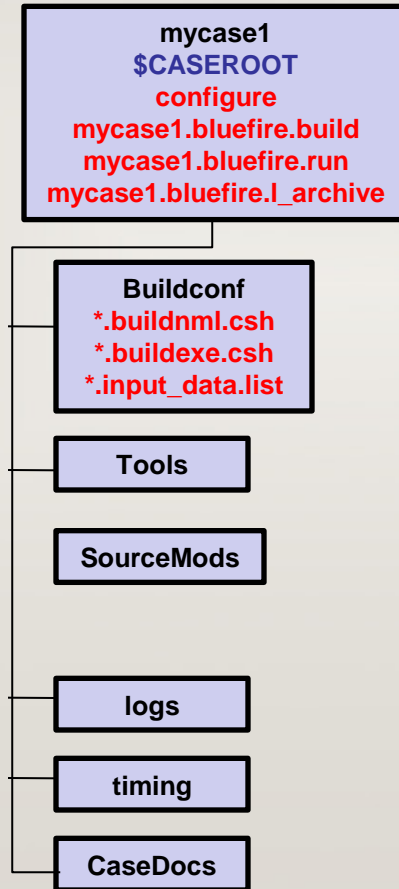 mycase1
$CASEROOT
configure
mycase1.bluefire.build
mycase1.bluefire.run
mycase1.bluefire.l_archive
Buildconf
*.buildnml.csh
*.buildexe.csh
*.input_data.list
Tools
SourceMods
logs
timing
CaseDocs